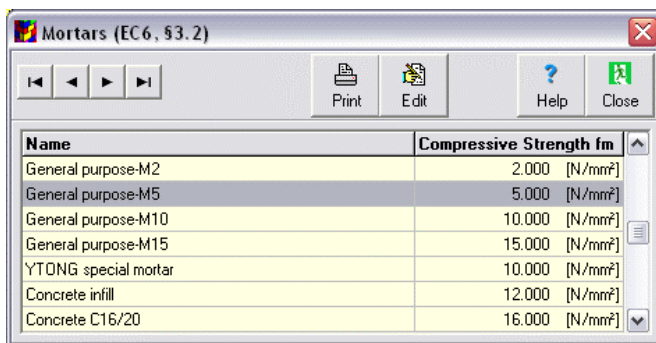 Mortars (EC6, §3.2)
Print Edit Help Close
Name Compressive Strength fm
General purpose-M2 2.000 [N/mm²]
General purpose-M5 5.000 [N/mm²]
General purpose-M10 10.000 [N/mm²]
General purpose-M15 15.000 [N/mm²]
YTONG special mortar 10.000 [N/mm²]
Concrete infill 12.000 [N/mm²]
Concrete C16/20 16.000 [N/mm²]